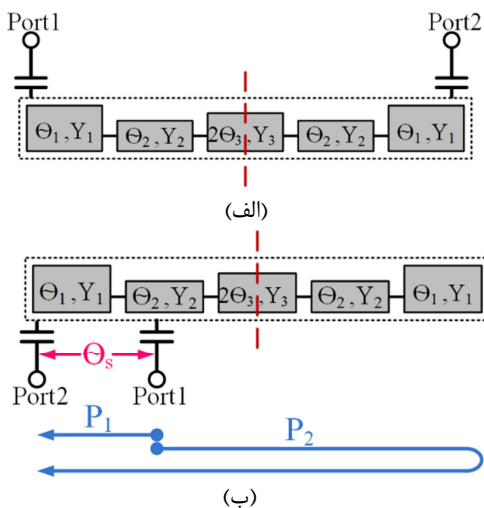 Port1 Port2
Θ₁,Y₁ Θ₂,Y₂ 2Θ₃,Y₃ Θ₂,Y₂ Θ₁,Y₁
(الف)
Θ₁,Y₁ Θ₂,Y₂ 2Θ₃,Y₃ Θ₂,Y₂ Θ₁,Y₁
Θₛ
Port2 Port1
P₁ P₂
(ب)